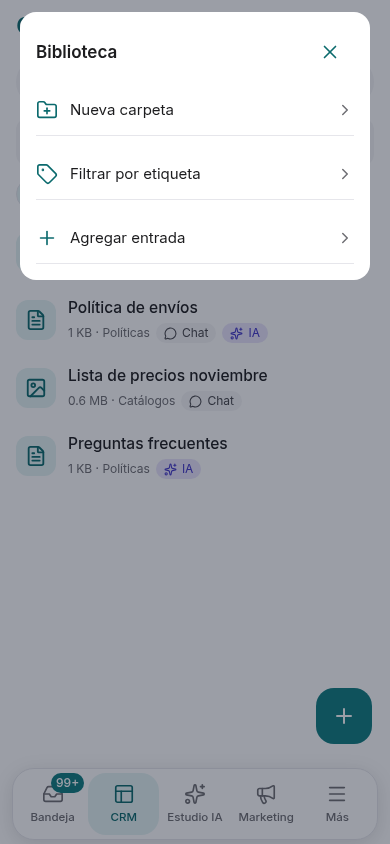 Biblioteca
Nueva carpeta
Filtrar por etiqueta
Agregar entrada
Política de envíos
1 KB · Políticas Chat IA
Lista de precios noviembre
0.6 MB · Catálogos Chat
Preguntas frecuentes
1 KB · Políticas IA
99+
Bandeja CRM Estudio IA Marketing Más